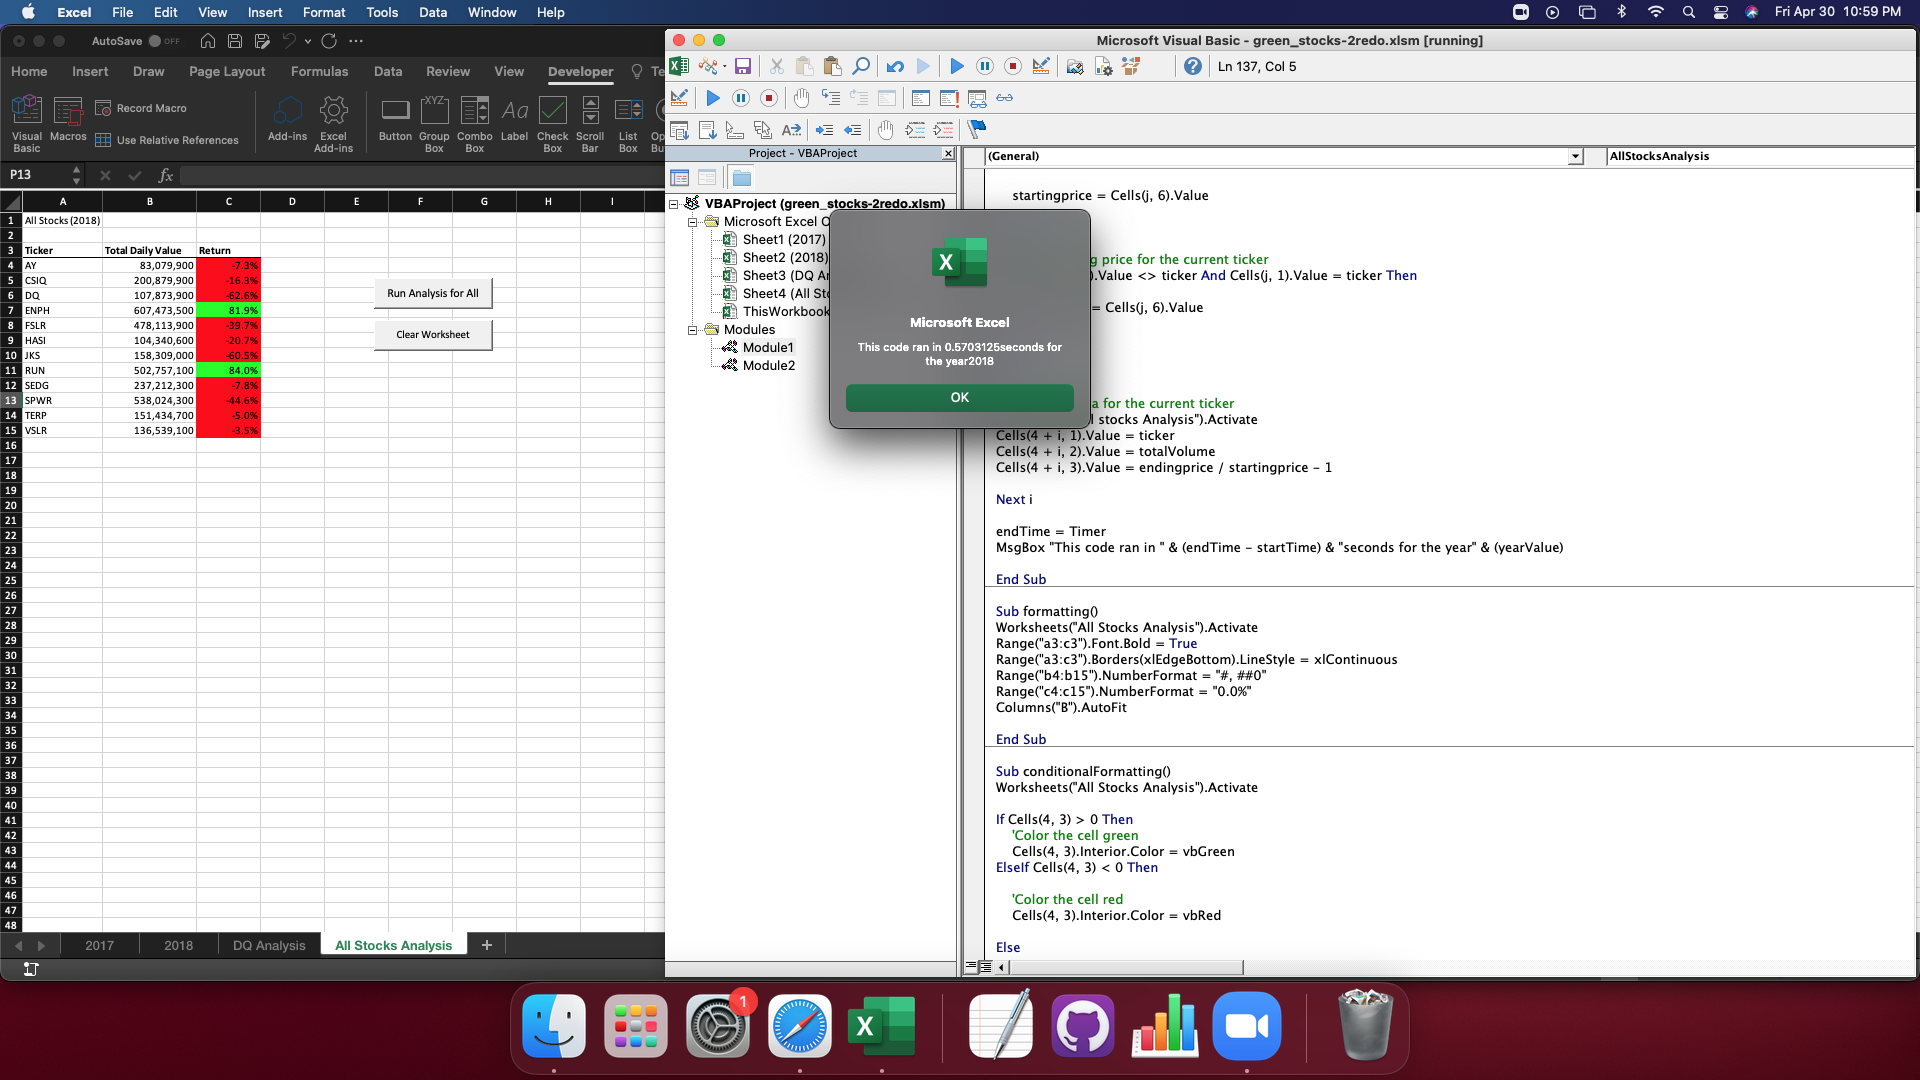 Excel File Edit View Insert Format Tools Data Window Help Fri Apr 30 10:59 PM
AutoSave OFF
Home Insert Draw Page Layout Formulas Data Review View Developer Te
Visual Basic
Macros
Record Macro
Use Relative References
Add-ins
Excel Add-ins
Button
Group Box
Combo Box
Label
Check Box
Scroll Bar
List Box
XYZ
Aa
P13 fx
A B C D E F G H I
1 All Stocks (2018)
2
3 Ticker Total Daily Value Return
4 AY 83,079,900 -7.3%
5 CSIQ 200,879,900 -16.3%
6 DQ 107,873,900 -62.6%
7 ENPH 607,473,500 81.9%
8 FSLR 478,113,900 -39.7%
9 HASI 104,340,600 -20.7%
10 JKS 158,309,000 -60.5%
11 RUN 502,757,100 84.0%
12 SEDG 237,212,300 -7.8%
13 SPWR 538,024,300 -44.6%
14 TERP 151,434,700 -5.0%
15 VSLR 136,539,100 -3.5%
16
17
18
19
20
21
22
23
24
25
26
27
28
29
30
31
32
33
34
35
36
37
38
39
40
41
42
43
44
45
46
47
48
Run Analysis for All
Clear Worksheet
2017 2018 DQ Analysis All Stocks Analysis +
Microsoft Visual Basic - green_stocks-2redo.xlsm [running]
Ln 137, Col 5
Project - VBAProject
VBAProject (green_stocks-2redo.xlsm)
Microsoft Excel O
Sheet1 (2017)
Sheet2 (2018)
Sheet3 (DQ An
Sheet4 (All Sto
ThisWorkbook
Modules
Module1
Module2
Microsoft Excel
This code ran in 0.5703125seconds for
the year2018
OK
(General) AllStocksAnalysis
startingprice = Cells(j, 6).Value
g price for the current ticker
).Value <> ticker And Cells(j, 1).Value = ticker Then
= Cells(j, 6).Value
a for the current ticker
l stocks Analysis").Activate
Cells(4 + i, 1).Value = ticker
Cells(4 + i, 2).Value = totalVolume
Cells(4 + i, 3).Value = endingprice / startingprice - 1
Next i
endTime = Timer
MsgBox "This code ran in " & (endTime - startTime) & "seconds for the year" & (yearValue)
End Sub
Sub formatting()
Worksheets("All Stocks Analysis").Activate
Range("a3:c3").Font.Bold = True
Range("a3:c3").Borders(xlEdgeBottom).LineStyle = xlContinuous
Range("b4:b15").NumberFormat = "#, ##0"
Range("c4:c15").NumberFormat = "0.0%"
Columns("B").AutoFit
End Sub
Sub conditionalFormatting()
Worksheets("All Stocks Analysis").Activate
If Cells(4, 3) > 0 Then
'Color the cell green
Cells(4, 3).Interior.Color = vbGreen
ElseIf Cells(4, 3) < 0 Then
'Color the cell red
Cells(4, 3).Interior.Color = vbRed
Else
1